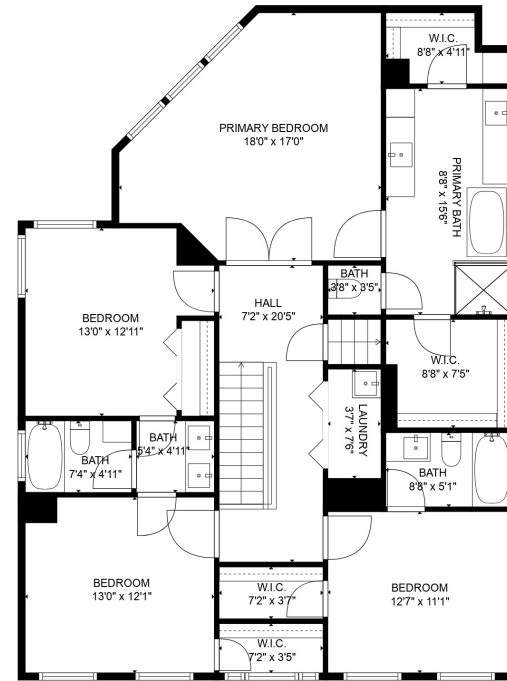 W.I.C.
8'8" x 4'11"
PRIMARY BEDROOM
18'0" x 17'0"
PRIMARY BATH
8'8" x 15'6"
BATH
3'8" x 3'5"
HALL
7'2" x 20'5"
BEDROOM
13'0" x 12'11"
W.I.C.
8'8" x 7'5"
LAUNDRY
3'7" x 7'6"
BATH
7'4" x 4'11"
BATH
5'4" x 4'11"
BATH
8'8" x 5'1"
BEDROOM
13'0" x 12'1"
W.I.C.
7'2" x 3'7"
BEDROOM
12'7" x 11'1"
W.I.C.
7'2" x 3'5"